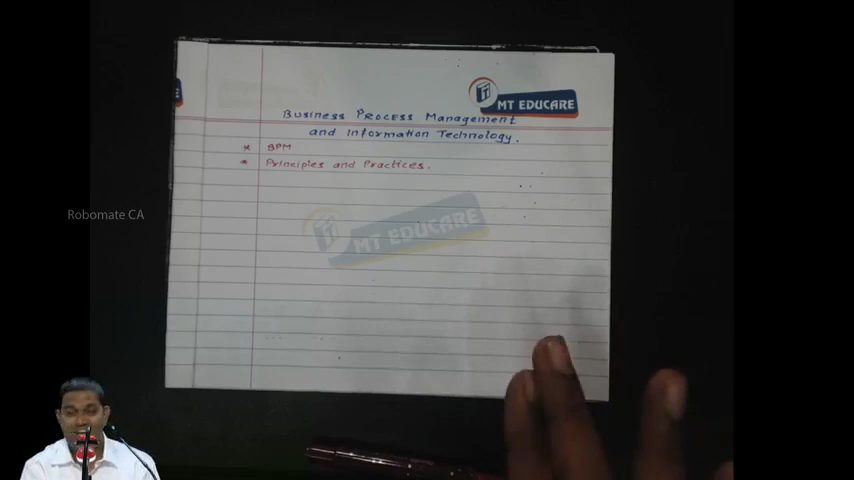 MT EDUCARE
Business Process Management
and Information Technology.
* BPM
* Principles and Practices.
Robomate CA
MT EDUCARE